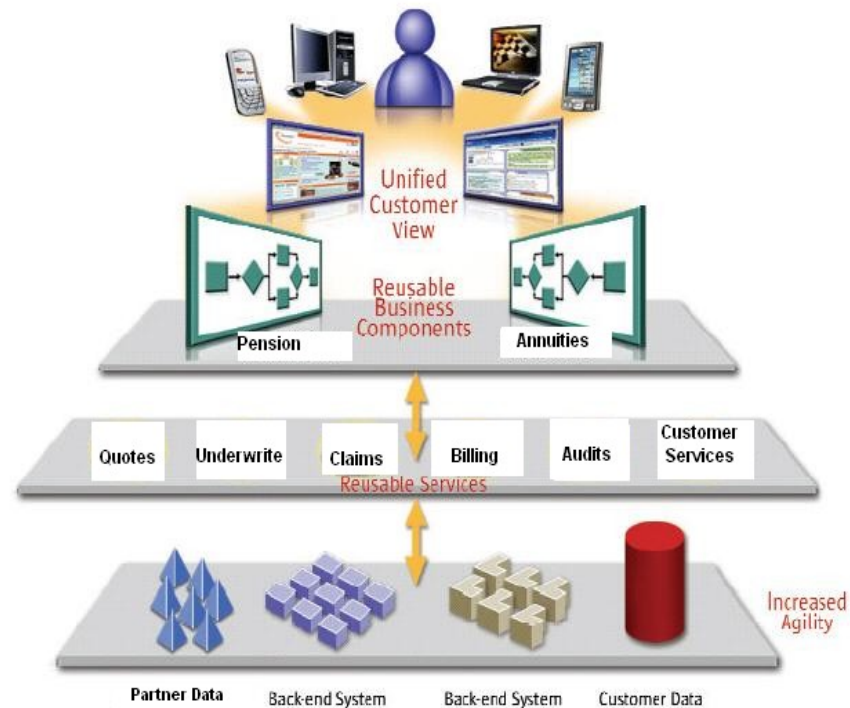 Unified
Customer
View
Reusable
Business
Components
Pension
Annuities
Quotes
Underwrite
Claims
Billing
Audits
Customer
Services
Reusable Services
Increased
Agility
Partner Data
Back-end System
Back-end System
Customer Data